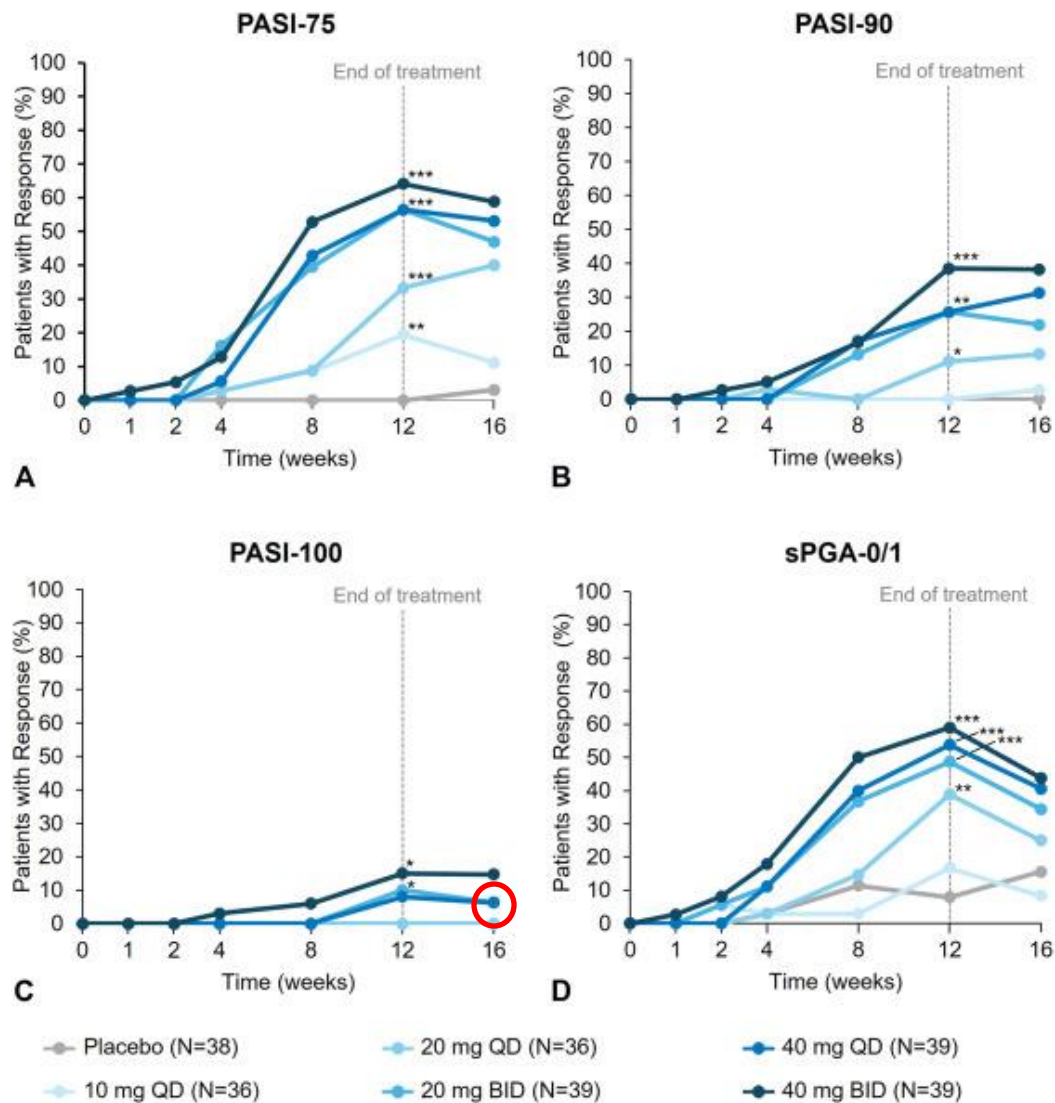 PASI-75
PASI-90
100
90
80
70
60
50
40
30
20
10
0
Patients with Response (%)
End of treatment
***
***
***
**
0 1 2 4 8 12 16
Time (weeks)
A
100
90
80
70
60
50
40
30
20
10
0
Patients with Response (%)
End of treatment
***
**
*
0 1 2 4 8 12 16
Time (weeks)
B
PASI-100
sPGA-0/1
100
90
80
70
60
50
40
30
20
10
0
Patients with Response (%)
End of treatment
*
*
0 1 2 4 8 12 16
Time (weeks)
C
100
90
80
70
60
50
40
30
20
10
0
Patients with Response (%)
End of treatment
***
***
***
**
0 1 2 4 8 12 16
Time (weeks)
D
Placebo (N=38)
20 mg QD (N=36)
40 mg QD (N=39)
10 mg QD (N=36)
20 mg BID (N=39)
40 mg BID (N=39)